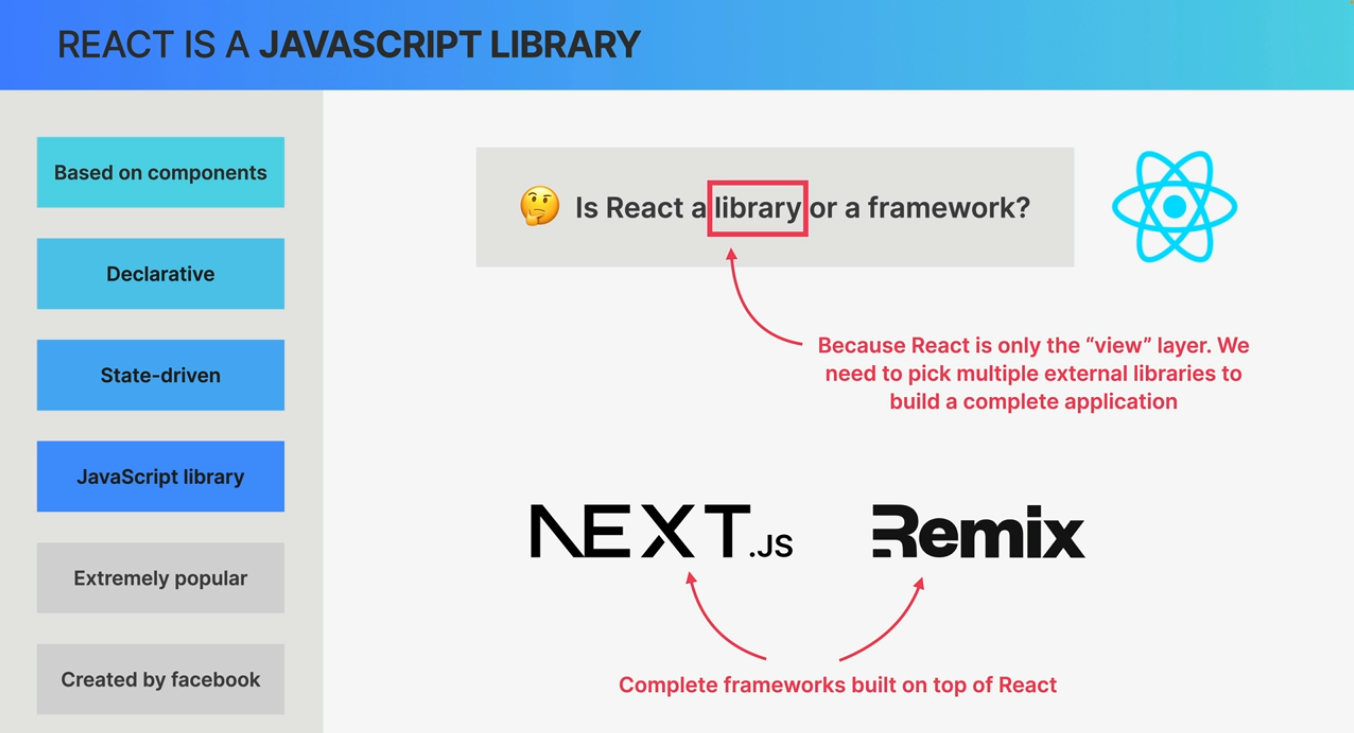 REACT IS A JAVASCRIPT LIBRARY
Based on components
Declarative
State-driven
JavaScript library
Extremely popular
Created by facebook
Is React a library or a framework?
Because React is only the “view” layer. We
need to pick multiple external libraries to
build a complete application
NEXT.JS
Remix
Complete frameworks built on top of React